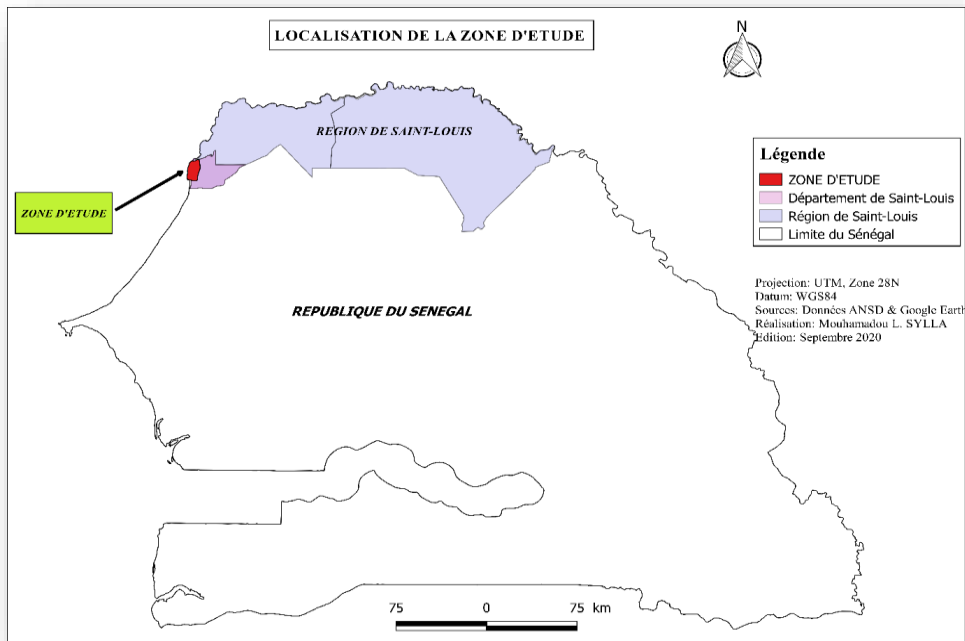 LOCALISATION DE LA ZONE D'ETUDE
N
REGION DE SAINT-LOUIS
ZONE D'ETUDE
Légende
ZONE D'ETUDE
Département de Saint-Louis
Région de Saint-Louis
Limite du Sénégal
Projection: UTM, Zone 28N
Datum: WGS84
Sources: Données ANSD & Google Earth
Réalisation: Mouhamadou L. SYLLA
Edition: Septembre 2020
REPUBLIQUE DU SENEGAL
75 0 75 km